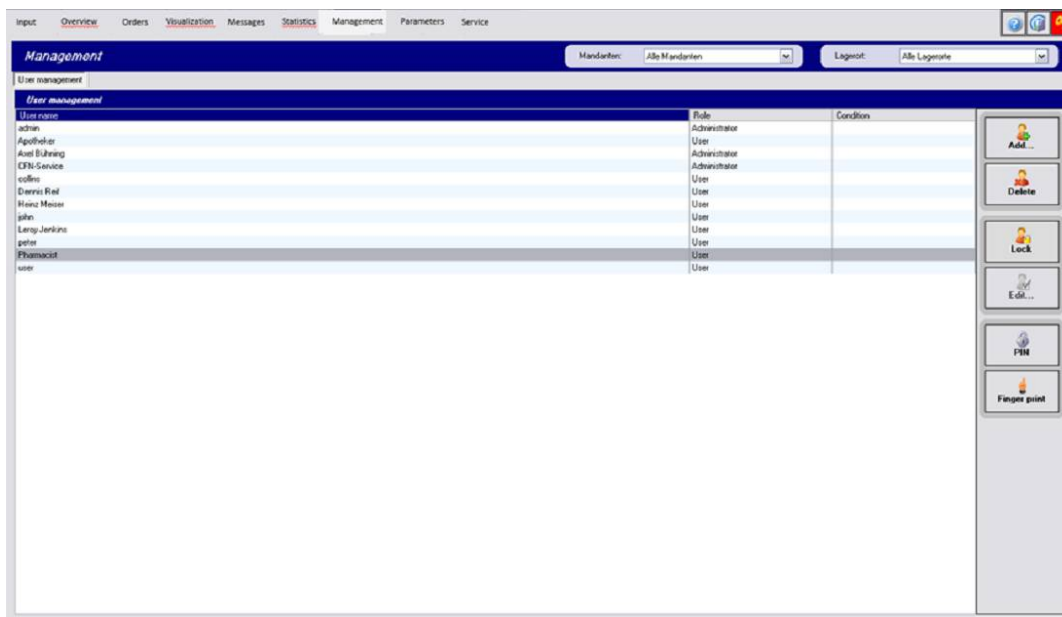 Input Overview Orders Visualization Messages Statistics Management Parameters Service
Management Mandanten: Alle Mandanten Lagerort: Alle Lagerorte
User management
User management
User name Role Condition
admin Administrator
Apotheker User
Axel Bühning Administrator
CFN-Service Administrator
collins User
Dennis Reil User
Heinz Meiser User
john User
Leroy Jenkins User
peter User
Pharmacist User
user User
Add...
Delete
Lock
Edit...
PIN
Finger print